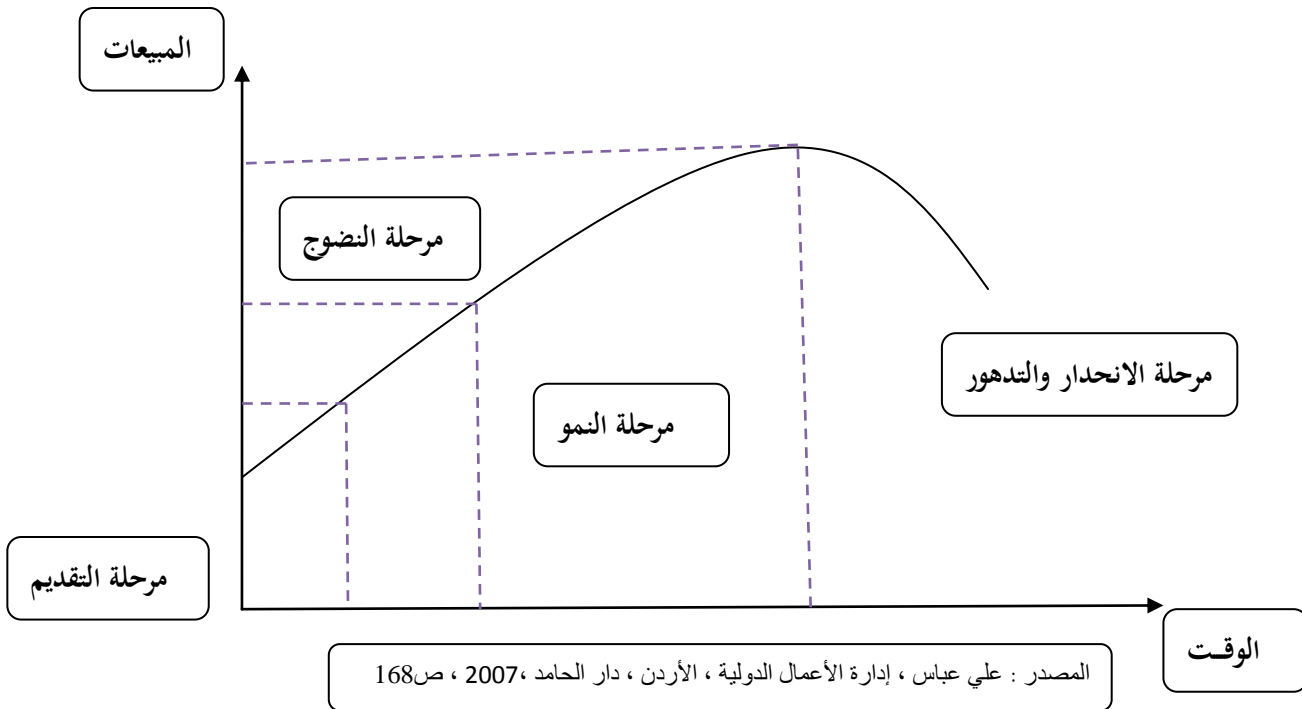 المبيعات
مرحلة النضوج
مرحلة الانحدار والتدهور
مرحلة النمو
مرحلة التقديم
الوقـت
المصدر : علي عباس ، إدارة الأعمال الدولية ، الأردن ، دار الحامد ،2007 ، ص168